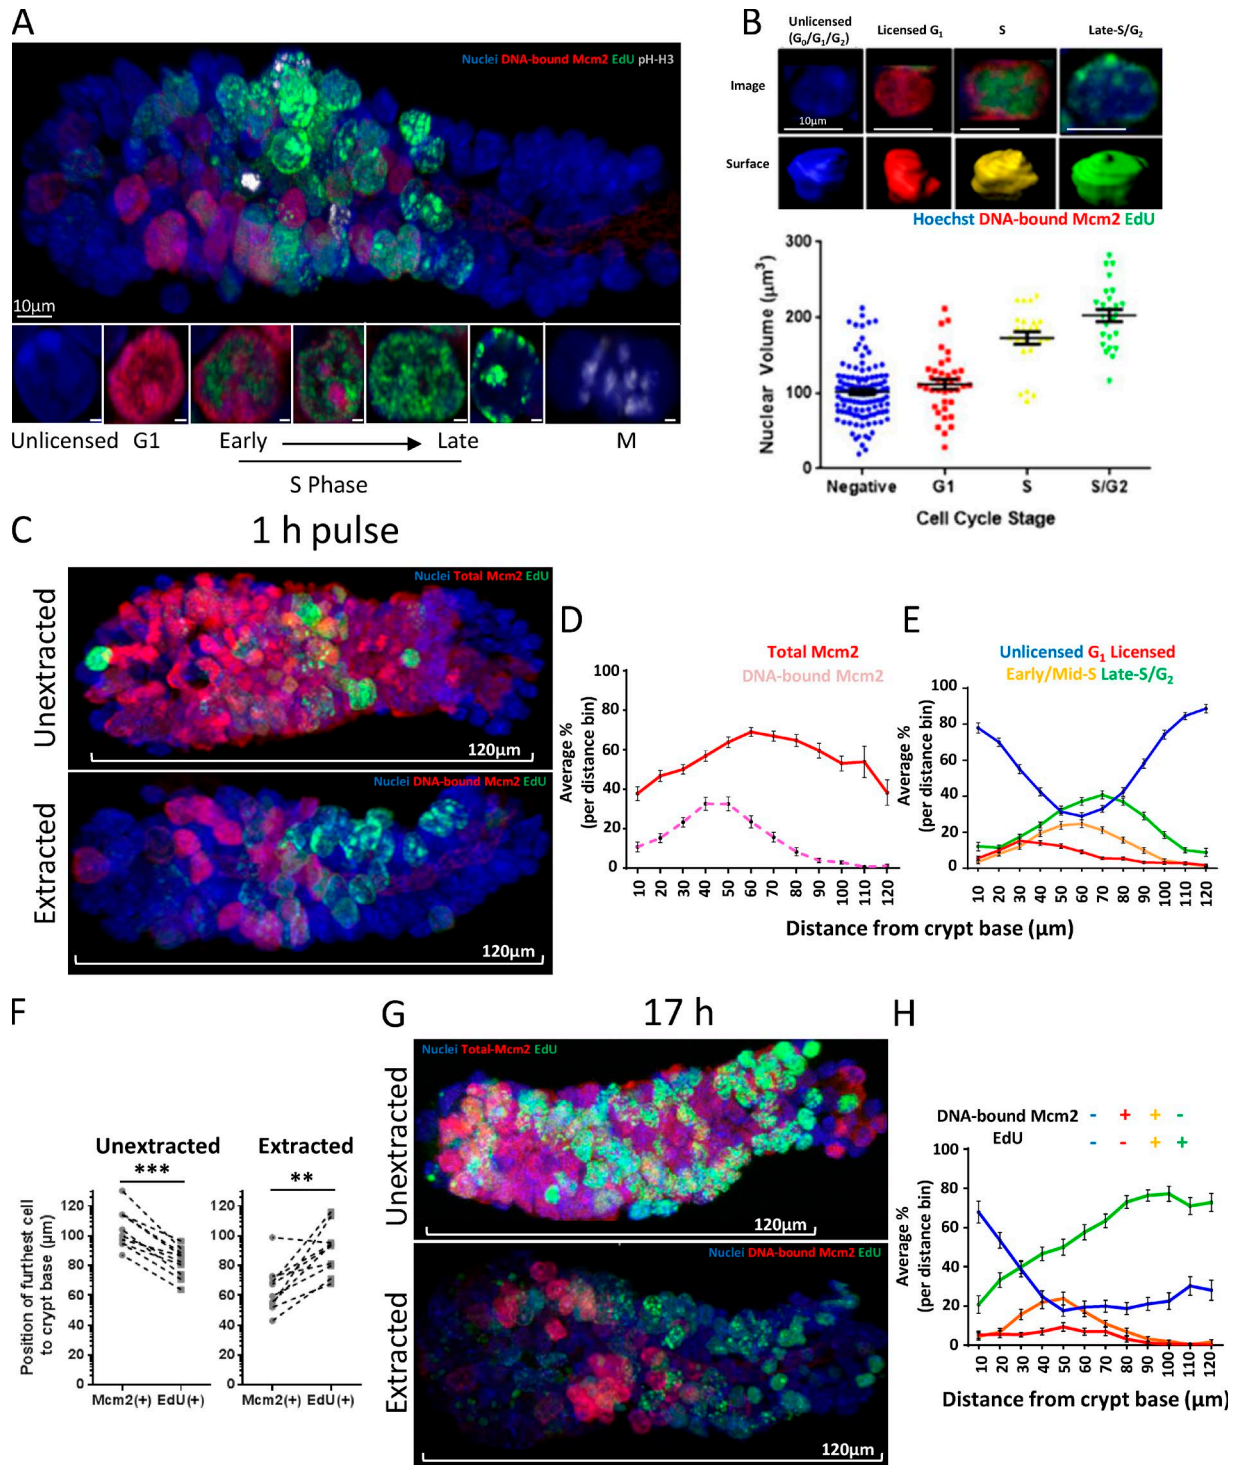 A
Nuclei DNA-bound Mcm2 EdU pH-H3
10µm
Unlicensed G1 Early Late M
S Phase
B
Unlicensed (G0/G1/G2) Licensed G1 S Late-S/G2
Image
10µm
Surface
Hoechst DNA-bound Mcm2 EdU
Nuclear Volume (µm³)
300
200
100
0
Negative G1 S S/G2
Cell Cycle Stage
C
1 h pulse
Unextracted
Nuclei Total Mcm2 EdU
120µm
Extracted
Nuclei DNA-bound Mcm2 EdU
120µm
D
Total Mcm2
DNA-bound Mcm2
Average %
(per distance bin)
100
80
60
40
20
0
10 20 30 40 50 60 70 80 90 100 110 120
E
Unlicensed G1 Licensed
Early/Mid-S Late-S/G2
Average %
(per distance bin)
100
80
60
40
20
0
10 20 30 40 50 60 70 80 90 100 110 120
Distance from crypt base (µm)
F
Unextracted
***
Position of furthest cell
to crypt base (µm)
120
100
80
60
40
20
0
Mcm2(+) EdU(+)
Extracted
**
120
100
80
60
40
20
0
Mcm2(+) EdU(+)
G
17 h
Unextracted
Nuclei Total-Mcm2 EdU
120µm
Extracted
Nuclei DNA-bound Mcm2 EdU
120µm
H
DNA-bound Mcm2 - + + -
EdU - - + +
Average %
(per distance bin)
100
80
60
40
20
0
10 20 30 40 50 60 70 80 90 100 110 120
Distance from crypt base (µm)